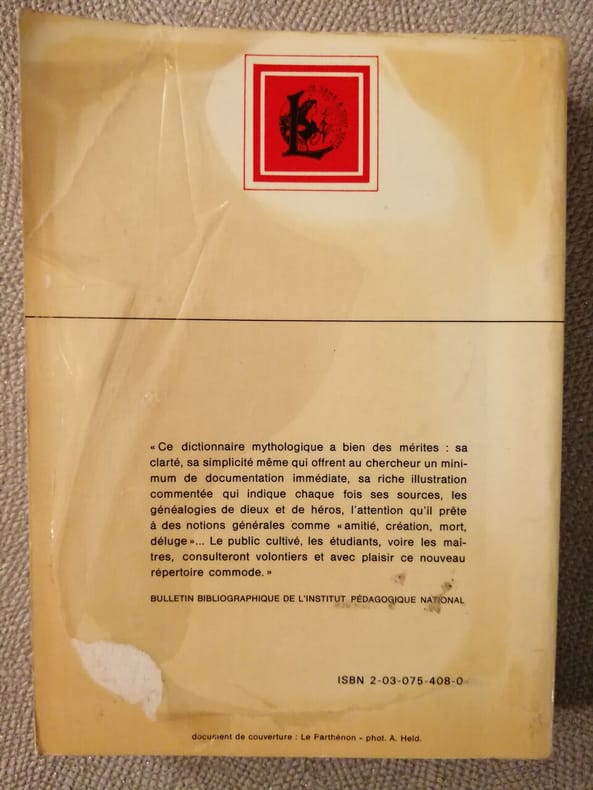 L
JE SÈME À TOUT VENT
« Ce dictionnaire mythologique a bien des mérites : sa
clarté, sa simplicité même qui offrent au chercheur un mini-
mum de documentation immédiate, sa riche illustration
commentée qui indique chaque fois ses sources, les
généalogies de dieux et de héros, l'attention qu'il prête
à des notions générales comme « amitié, création, mort,
déluge »... Le public cultivé, les étudiants, voire les maî-
tres, consulteront volontiers et avec plaisir ce nouveau
répertoire commode. »
BULLETIN BIBLIOGRAPHIQUE DE L'INSTITUT PÉDAGOGIQUE NATIONAL
ISBN 2-03-075-408-0
document de couverture : Le Parthénon - phot. A. Held.